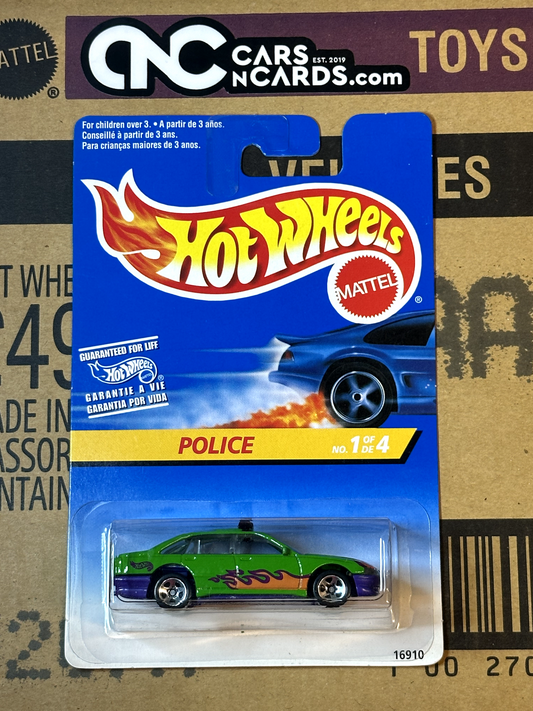 MATTEL
®
CNC CARS EST. 2019
NCARDS.com
TOYS
For children over 3. • A partir de 3 años.
Conseillé à partir de 3 ans.
Para crianças maiores de 3 anos.
Hot Wheels
MATTEL
®
GUARANTEED FOR LIFE
Hot Wheels
®
GARANTIE A VIE
GARANTIA POR VIDA
POLICE
NO. 1 OF DE 4
16910